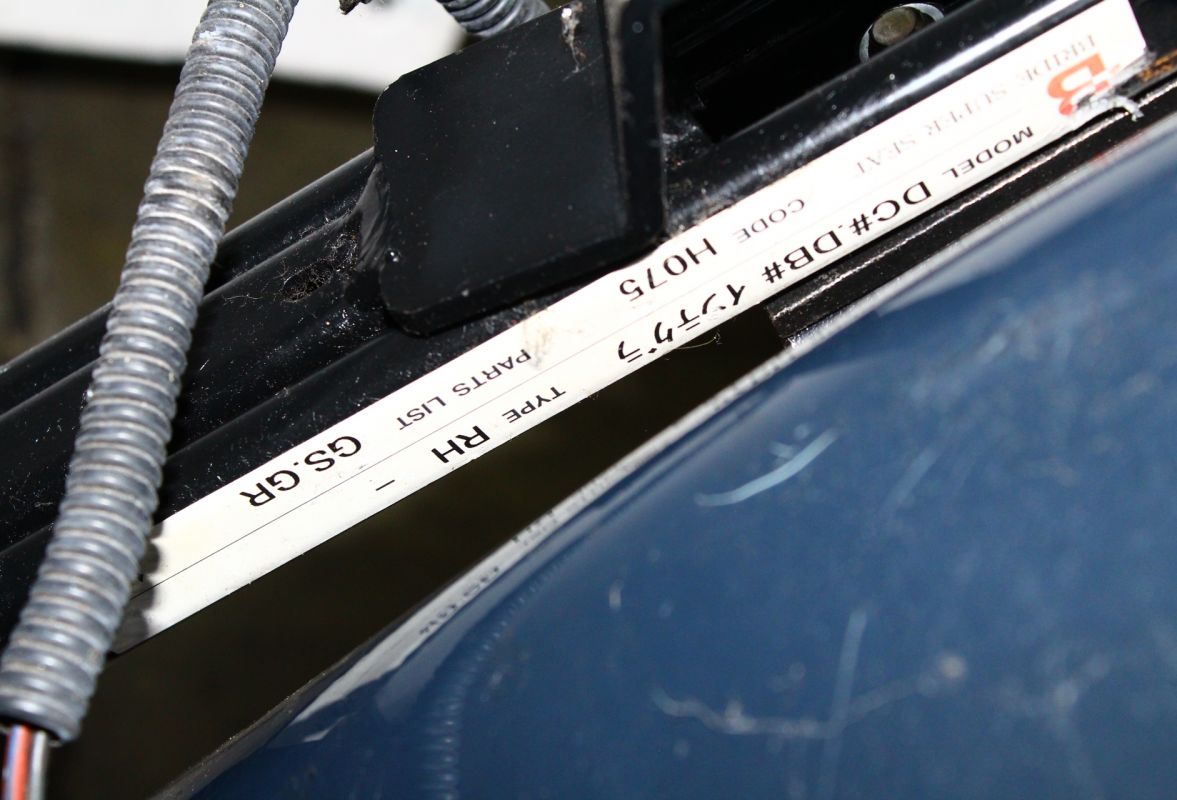 B BRIDE SUPER SEAT CODE H075 PARTS LIST GS.GR
MODEL DC#.DB# インテグラ TYPE RH –